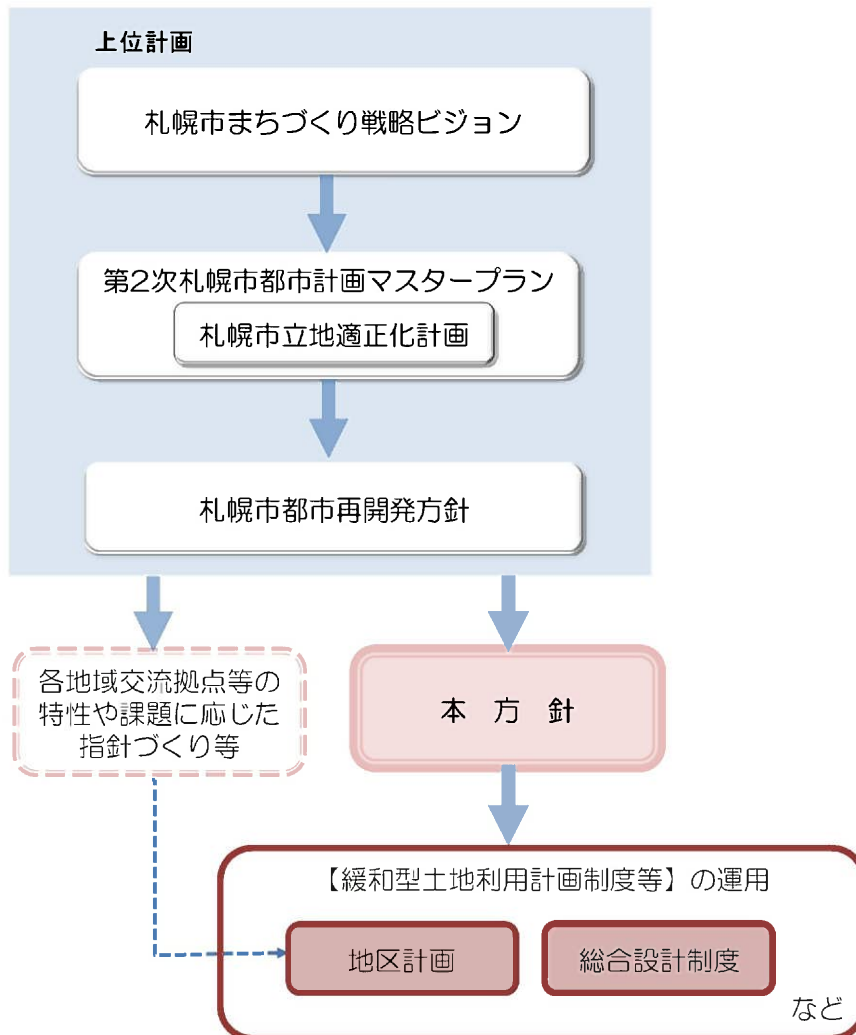 上位計画
札幌市まちづくり戦略ビジョン
第2次札幌市都市計画マスタープラン
札幌市立地適正化計画
札幌市都市再開発方針
各地域交流拠点等の
特性や課題に応じた
指針づくり等
本方針
【緩和型土地利用計画制度等】の運用
地区計画
総合設計制度
など